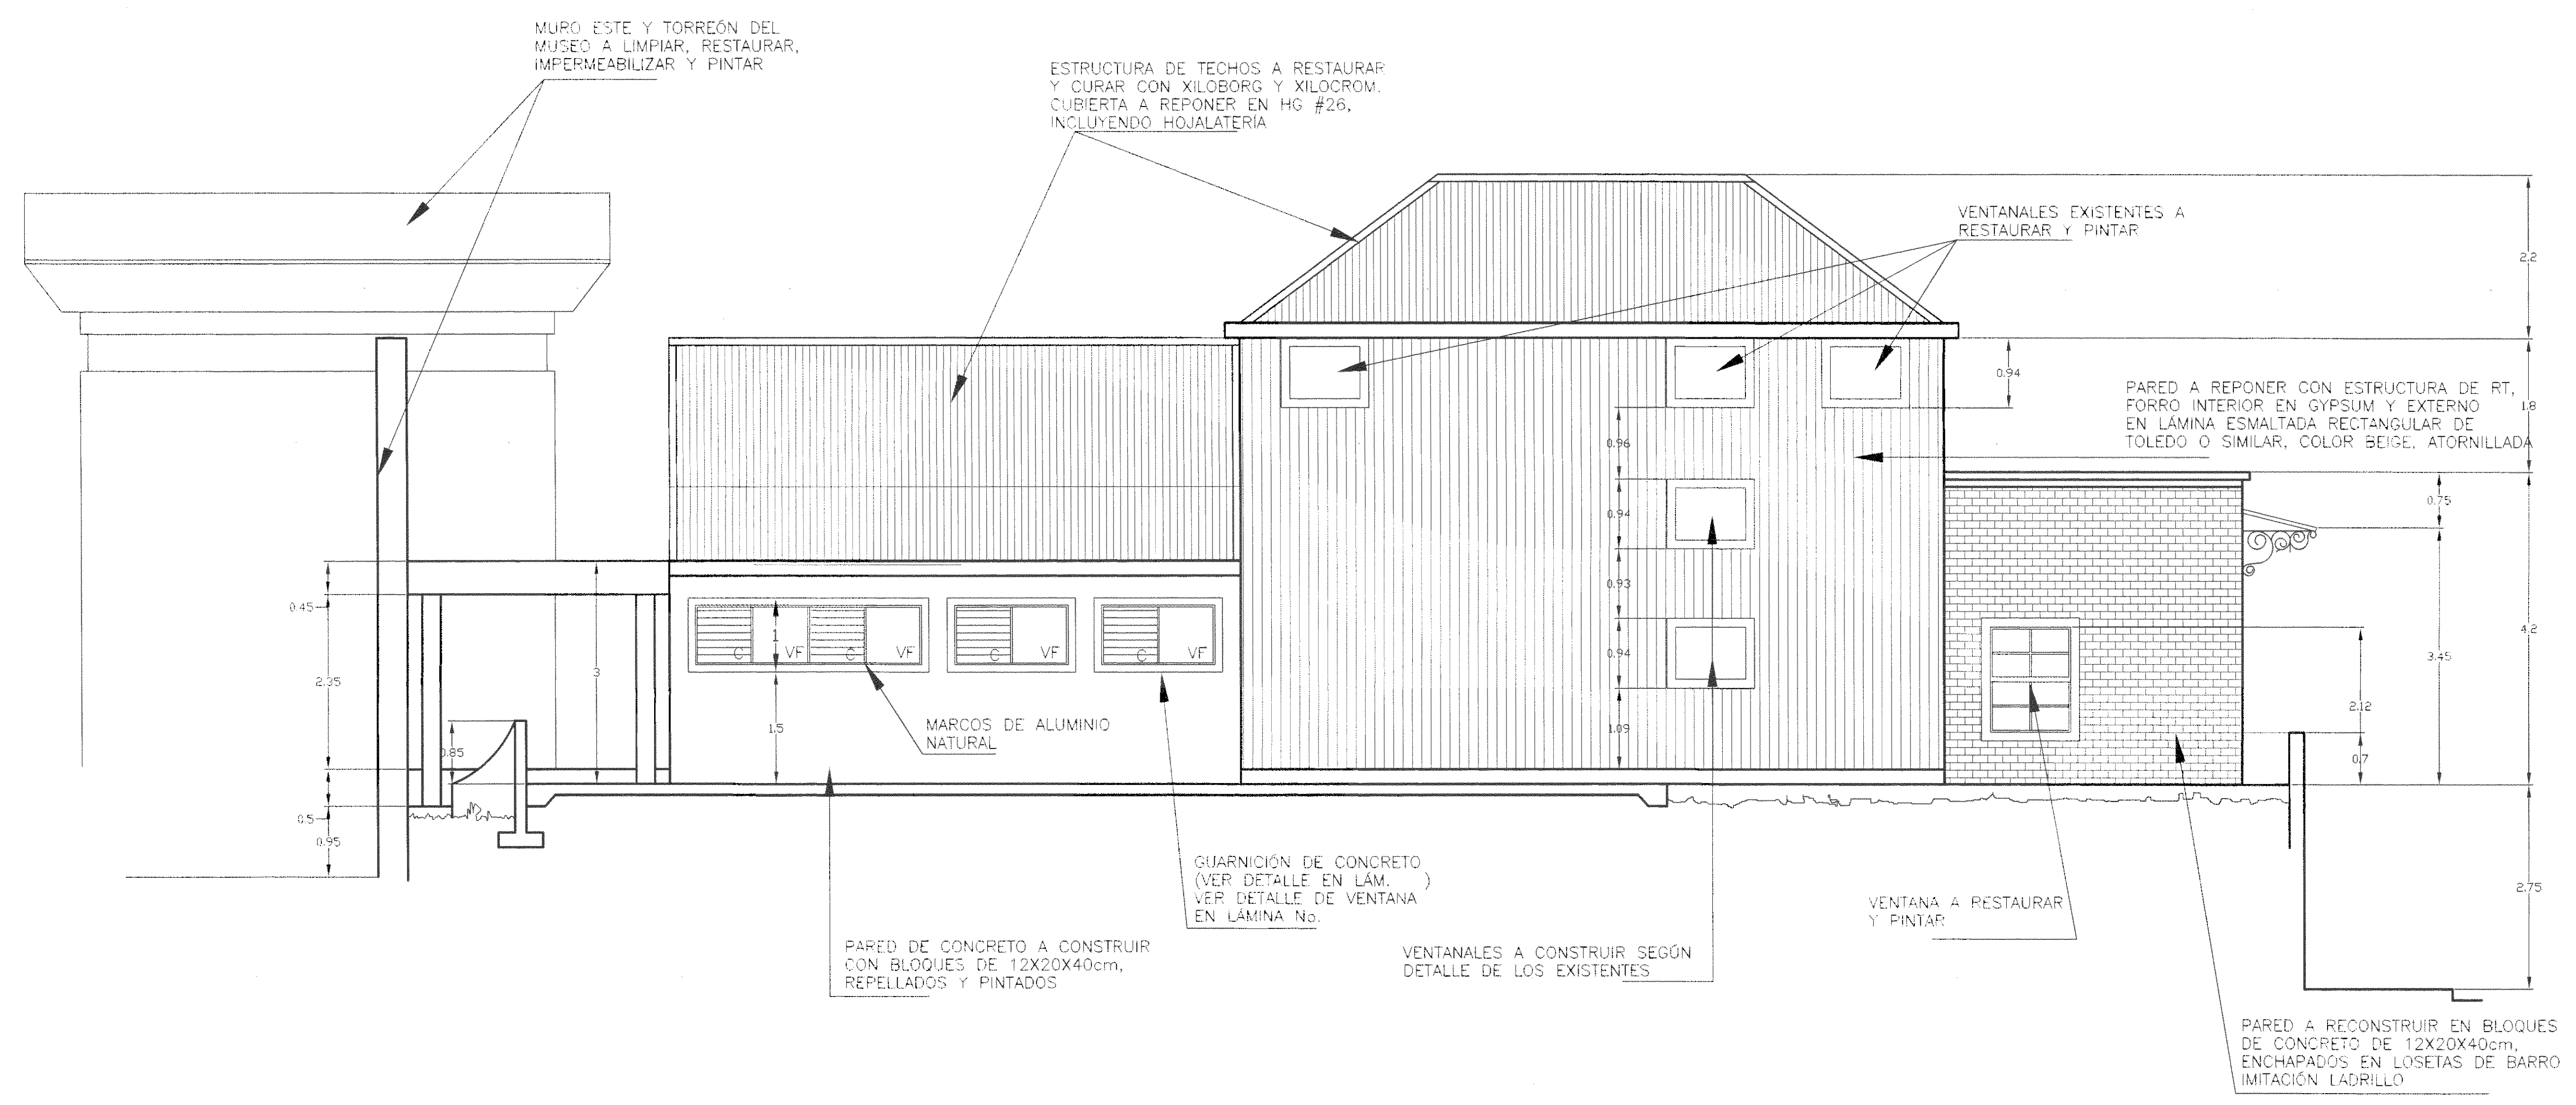 MURO ESTE Y TORREÓN DEL
MUSEO A LIMPIAR, RESTAURAR,
IMPERMEABILIZAR Y PINTAR
ESTRUCTURA DE TECHOS A RESTAURAR
Y CURAR CON XILOBORG Y XILOCROM.
CUBIERTA A REPONER EN HG #26,
INCLUYENDO HOJALATERÍA
VENTANALES EXISTENTES A
RESTAURAR Y PINTAR
2.2
0.94
PARED A REPONER CON ESTRUCTURA DE RT,
FORRO INTERIOR EN GYPSUM Y EXTERNO
EN LÁMINA ESMALTADA RECTANGULAR DE
TOLEDO O SIMILAR, COLOR BEIGE, ATORNILLADA
1.8
0.96
0.75
0.94
0.93
0.45
1
C
VF
C
VF
C
VF
C
VF
0.94
4.2
3.45
2.35
3
2.12
1.5
1.09
MARCOS DE ALUMINIO
NATURAL
0.85
0.7
0.5
0.95
GUARNICIÓN DE CONCRETO
(VER DETALLE EN LÁM. )
VER DETALLE DE VENTANA
EN LÁMINA No.
2.75
VENTANA A RESTAURAR
Y PINTAR
PARED DE CONCRETO A CONSTRUIR
CON BLOQUES DE 12X20X40cm,
REPELLADOS Y PINTADOS
VENTANALES A CONSTRUIR SEGÚN
DETALLE DE LOS EXISTENTES
PARED A RECONSTRUIR EN BLOQUES
DE CONCRETO DE 12X20X40cm,
ENCHAPADOS EN LOSETAS DE BARRO
IMITACIÓN LADRILLO